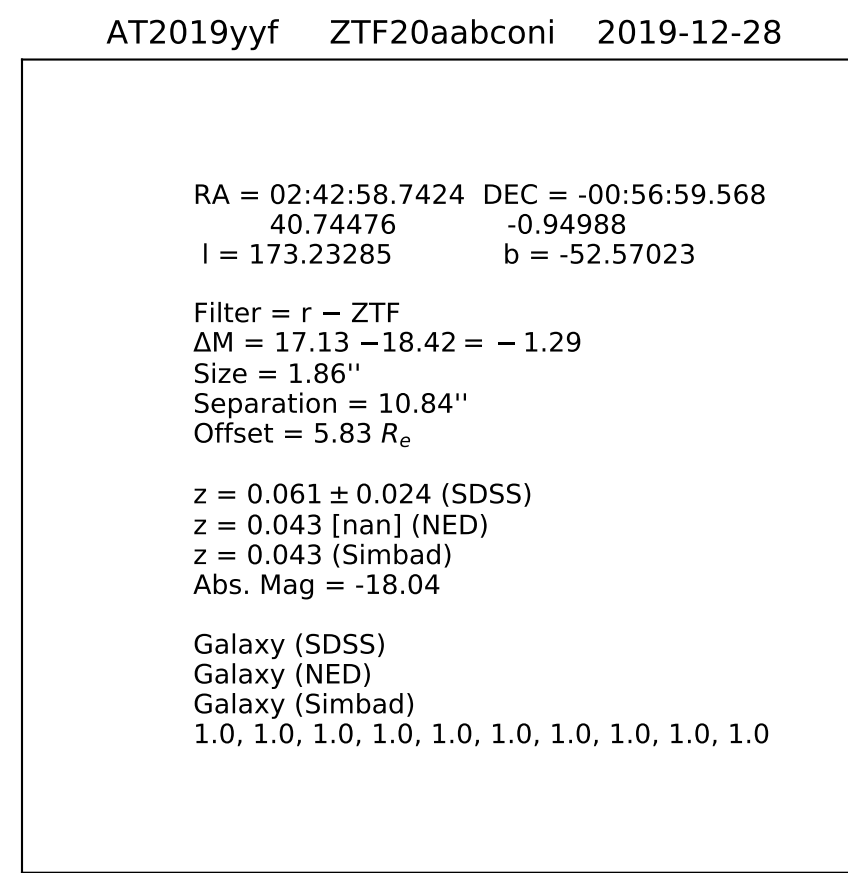 AT2019yyf ZTF20aabconi 2019-12-28
RA = 02:42:58.7424 DEC = -00:56:59.568
40.74476 -0.94988
l = 173.23285 b = -52.57023
Filter = r − ZTF
ΔM = 17.13 −18.42 = − 1.29
Size = 1.86''
Separation = 10.84''
Offset = 5.83 Rₑ
z = 0.061 ± 0.024 (SDSS)
z = 0.043 [nan] (NED)
z = 0.043 (Simbad)
Abs. Mag = -18.04
Galaxy (SDSS)
Galaxy (NED)
Galaxy (Simbad)
1.0, 1.0, 1.0, 1.0, 1.0, 1.0, 1.0, 1.0, 1.0, 1.0